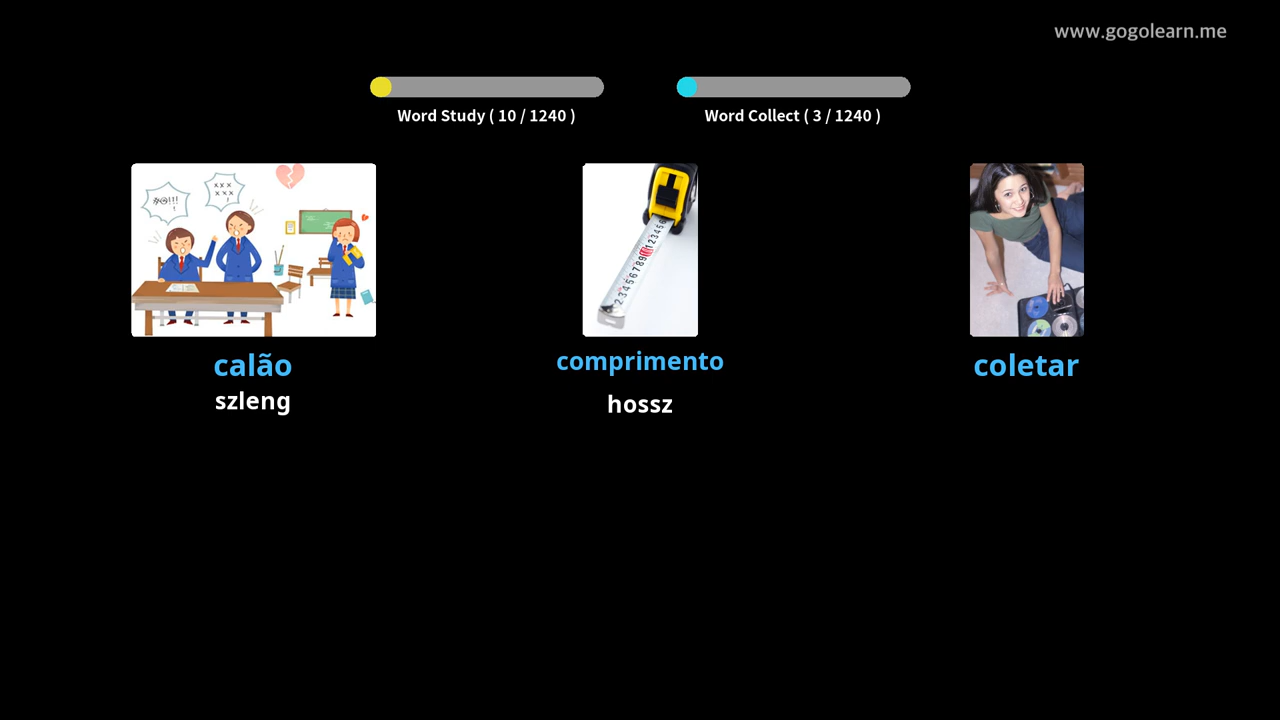 www.gogolearn.me
Word Study ( 10 / 1240 )
Word Collect ( 3 / 1240 )
calão
szleng
comprimento
hossz
coletar